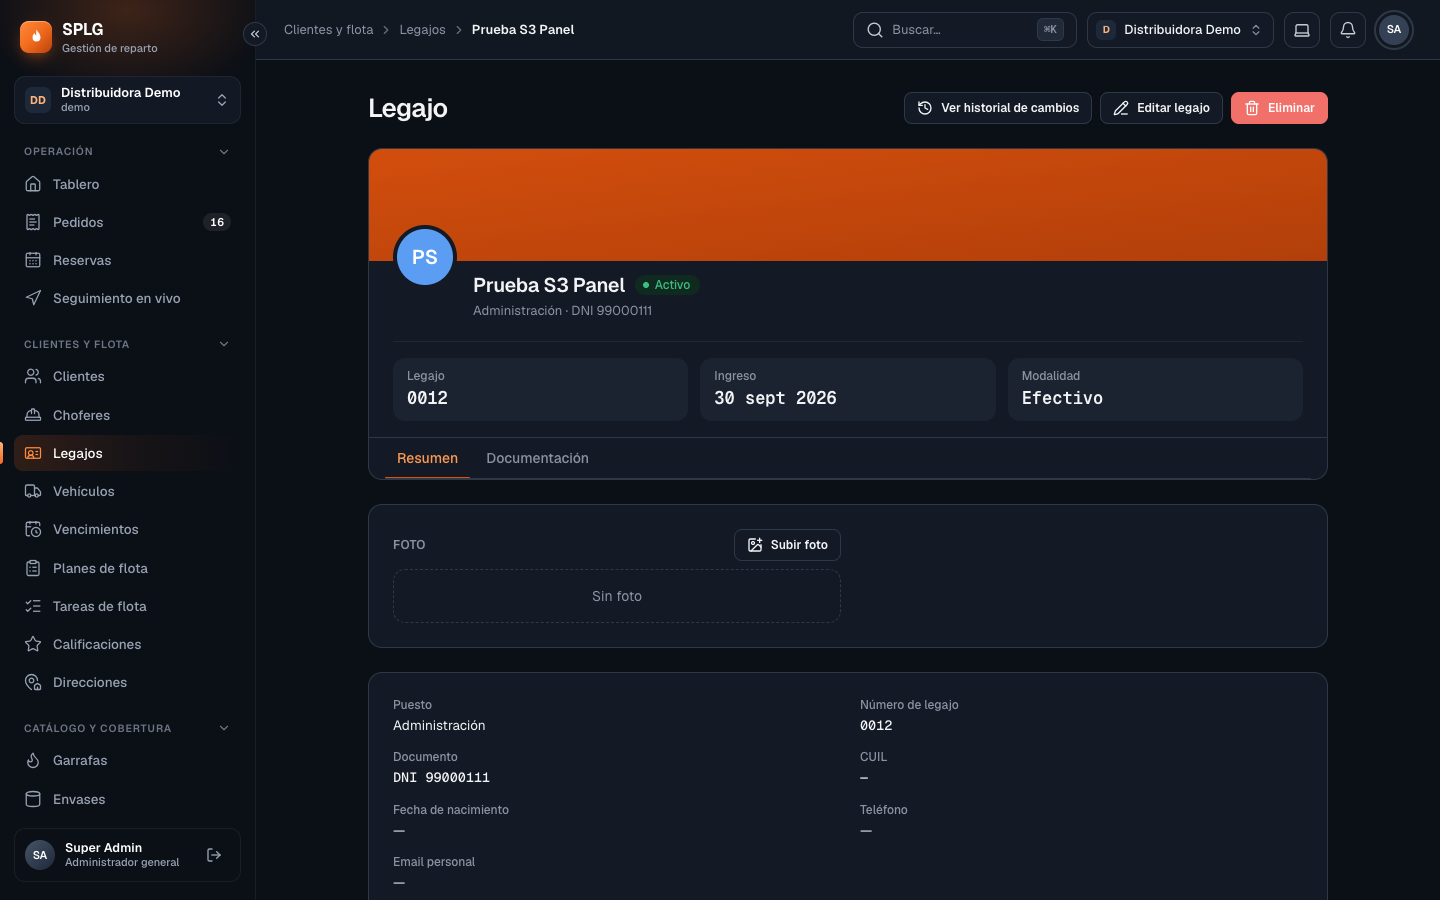 SPLG
Gestión de reparto
DD
Distribuidora Demo
demo
OPERACIÓN
Tablero
Pedidos
16
Reservas
Seguimiento en vivo
CLIENTES Y FLOTA
Clientes
Choferes
Legajos
Vehículos
Vencimientos
Planes de flota
Tareas de flota
Calificaciones
Direcciones
CATÁLOGO Y COBERTURA
Garrafas
Envases
SA
Super Admin
Administrador general
Clientes y flota > Legajos > Prueba S3 Panel
Buscar...
⌘K
D
Distribuidora Demo
SA
Legajo
Ver historial de cambios
Editar legajo
Eliminar
PS
Prueba S3 Panel
Activo
Administración · DNI 99000111
Legajo
0012
Ingreso
30 sept 2026
Modalidad
Efectivo
Resumen
Documentación
FOTO
Subir foto
Sin foto
Puesto
Administración
Número de legajo
0012
Documento
DNI 99000111
CUIL
—
Fecha de nacimiento
—
Teléfono
—
Email personal
—